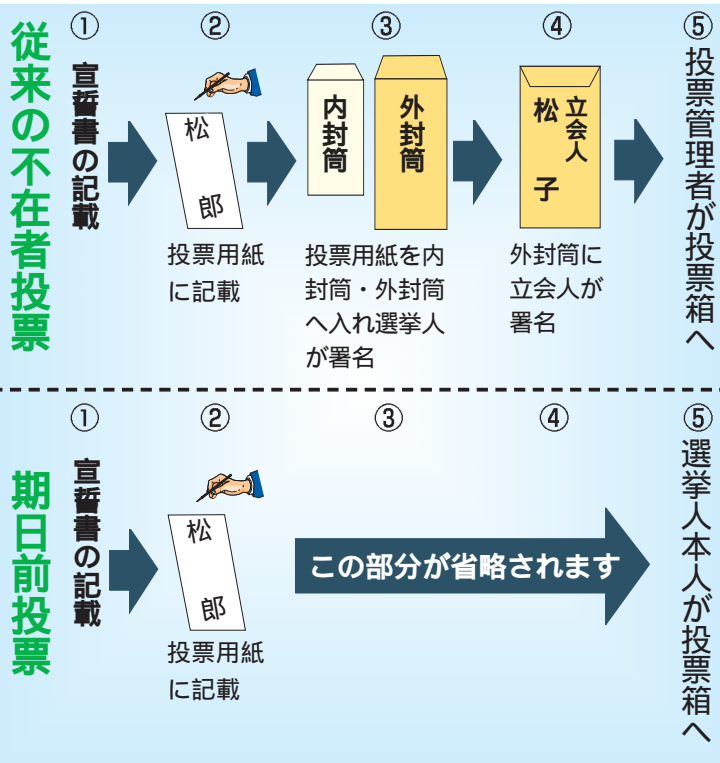 従来の不在者投票
①
宣誓書の記載
②
松
郎
投票用紙
に記載
③
内封筒
外封筒
投票用紙を内
封筒・外封筒
へ入れ選挙人
が署名
④
立会人
松
子
外封筒に
立会人が
署名
⑤
投票管理者が投票箱へ
期日前投票
①
宣誓書の記載
②
松
郎
投票用紙
に記載
③
④
この部分が省略されます
⑤
選挙人本人が投票箱へ